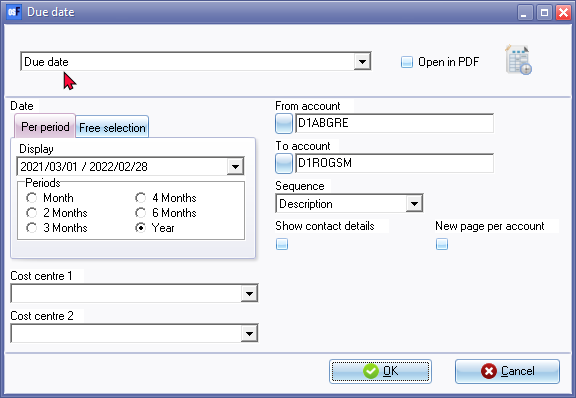 Due date
Due date
Open in PDF
Date
Per period
Free selection
Display
2021/03/01 / 2022/02/28
Periods
Month
4 Months
2 Months
6 Months
3 Months
Year
From account
D1ABGRE
To account
D1ROGSM
Sequence
Description
Show contact details
New page per account
Cost centre 1
Cost centre 2
OK
Cancel